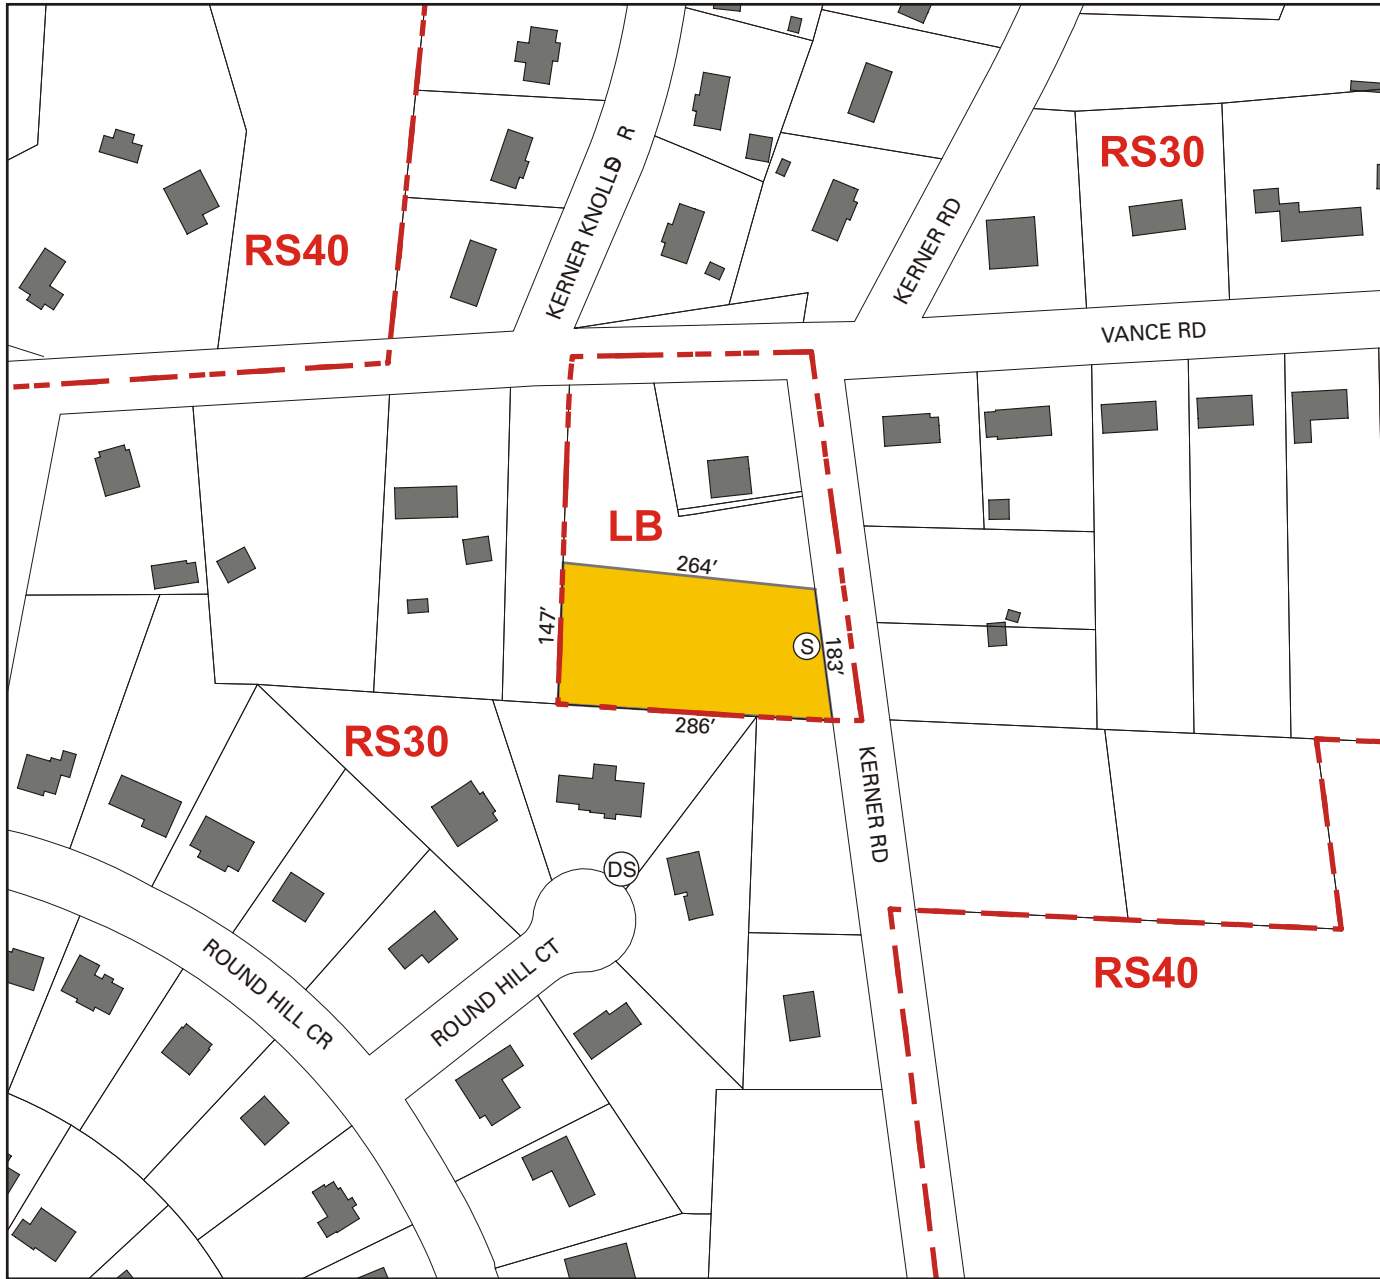 RS30
RS40
KERNER KNOLLS DR
KERNER RD
VANCE RD
LB
264′
147′
S
183′
286′
RS30
KERNER RD
DS
ROUND HILL CR
ROUND HILL CT
RS40